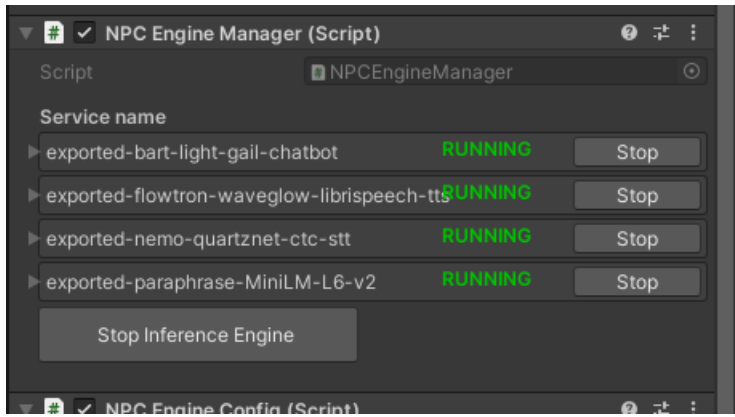 NPC Engine Manager (Script)
Script NPCEngineManager
Service name
exported-bart-light-gail-chatbot RUNNING Stop
exported-flowtron-waveglow-librispeech-tts RUNNING Stop
exported-nemo-quartznet-ctc-stt RUNNING Stop
exported-paraphrase-MiniLM-L6-v2 RUNNING Stop
Stop Inference Engine
NPC Engine Config (Script)